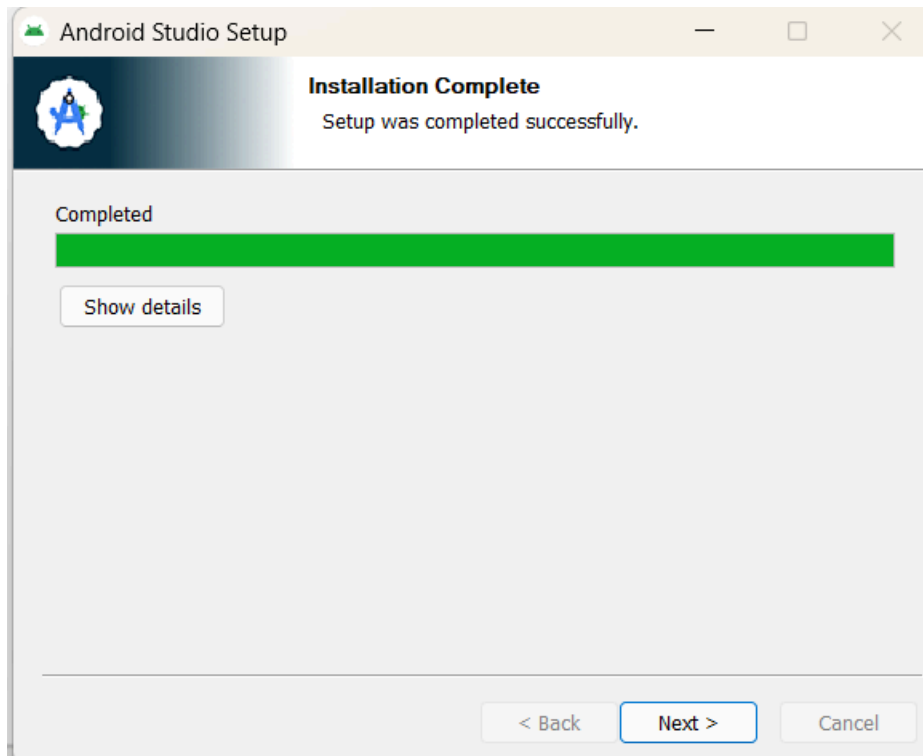 Android Studio Setup
Installation Complete
Setup was completed successfully.
Completed
Show details
< Back
Next >
Cancel